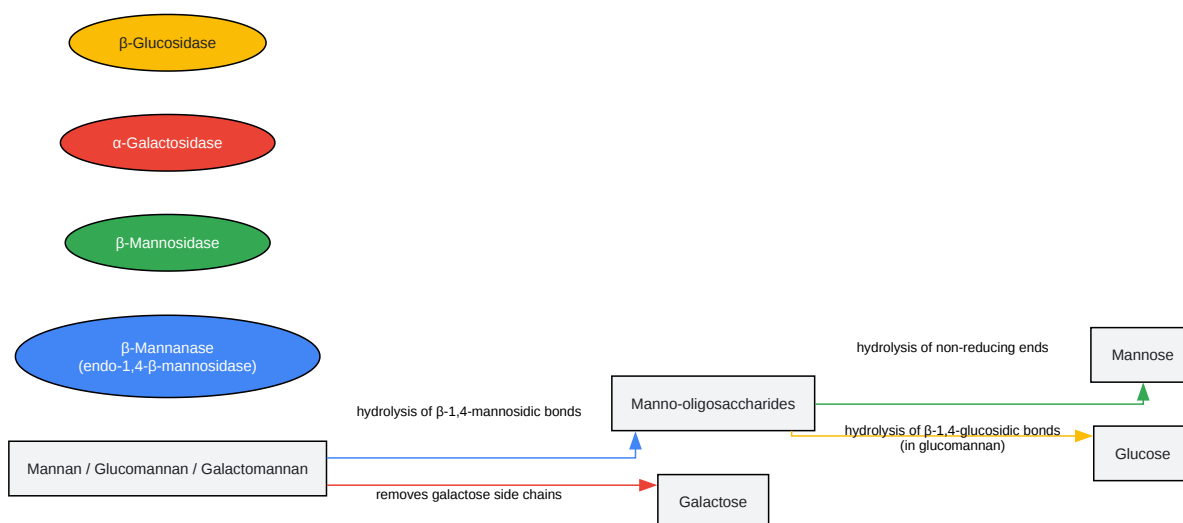 β-Glucosidase
α-Galactosidase
β-Mannosidase
β-Mannanase
(endo-1,4-β-mannosidase)
hydrolysis of non-reducing ends
Mannose
Manno-oligosaccharides
hydrolysis of β-1,4-mannosidic bonds
hydrolysis of β-1,4-glucosidic bonds
(in glucomannan)
Glucose
Mannan / Glucomannan / Galactomannan
removes galactose side chains
Galactose